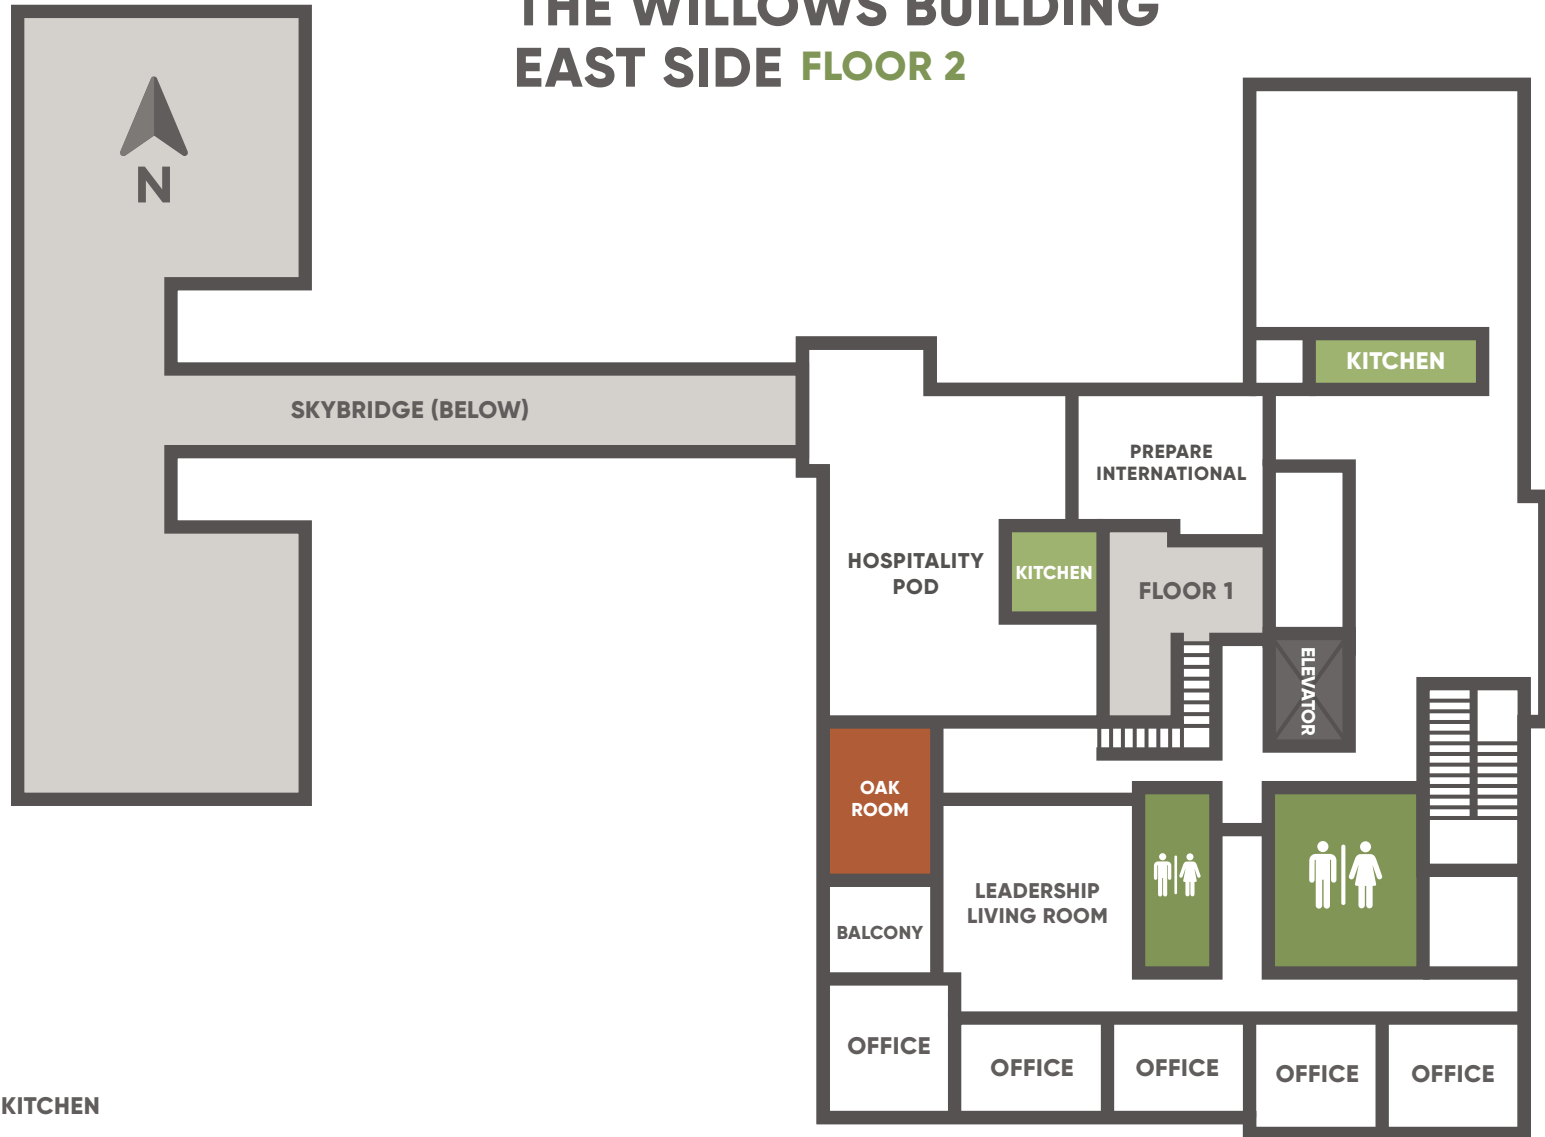 THE WILLOWS BUILDING
EAST SIDE FLOOR 2
N
KITCHEN
SKYBRIDGE (BELOW)
PREPARE
INTERNATIONAL
HOSPITALITY
POD
KITCHEN
FLOOR 1
ELEVATOR
OAK
ROOM
LEADERSHIP
LIVING ROOM
BALCONY
OFFICE
OFFICE
OFFICE
OFFICE
OFFICE
KITCHEN